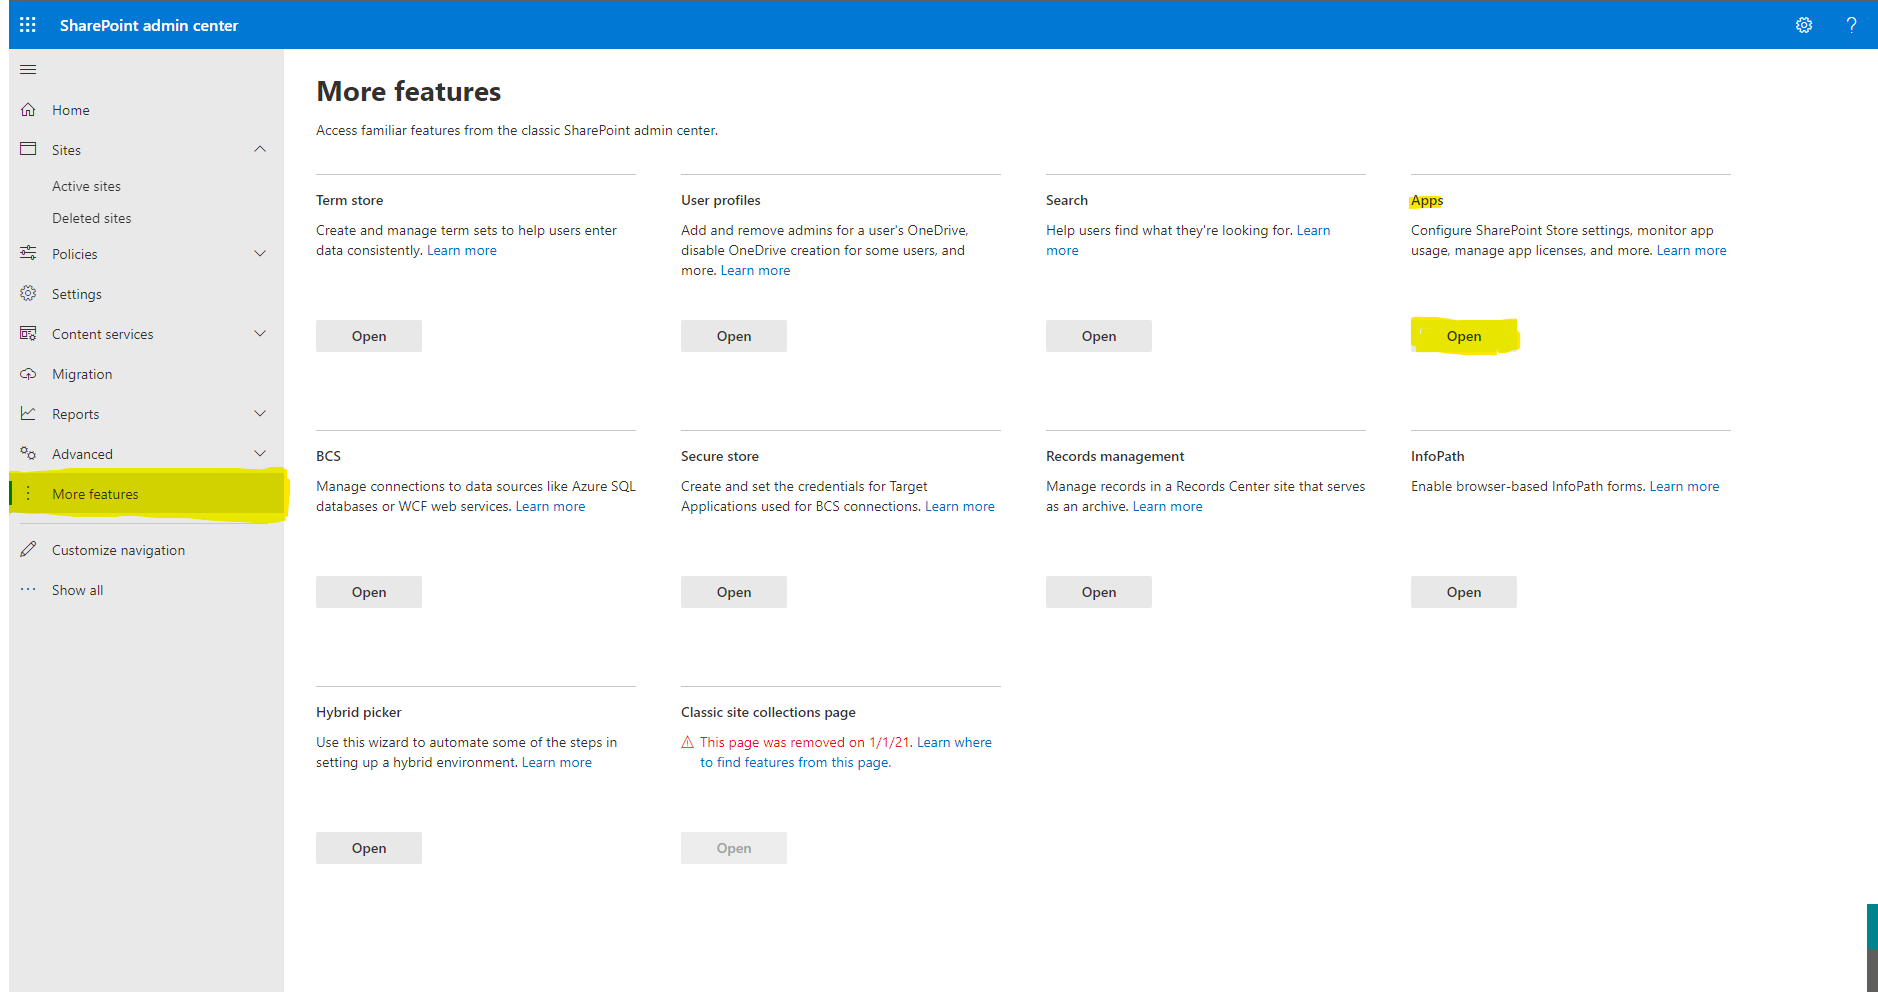 SharePoint admin center
?
Home
Sites
Active sites
Deleted sites
Policies
Settings
Content services
Migration
Reports
Advanced
More features
Customize navigation
Show all
More features
Access familiar features from the classic SharePoint admin center.
Term store
Create and manage term sets to help users enter
data consistently. Learn more
Open
User profiles
Add and remove admins for a user's OneDrive,
disable OneDrive creation for some users, and
more. Learn more
Open
Search
Help users find what they're looking for. Learn
more
Open
Apps
Configure SharePoint Store settings, monitor app
usage, manage app licenses, and more. Learn more
Open
BCS
Manage connections to data sources like Azure SQL
databases or WCF web services. Learn more
Open
Secure store
Create and set the credentials for Target
Applications used for BCS connections. Learn more
Open
Records management
Manage records in a Records Center site that serves
as an archive. Learn more
Open
InfoPath
Enable browser-based InfoPath forms. Learn more
Open
Hybrid picker
Use this wizard to automate some of the steps in
setting up a hybrid environment. Learn more
Open
Classic site collections page
This page was removed on 1/1/21. Learn where
to find features from this page.
Open